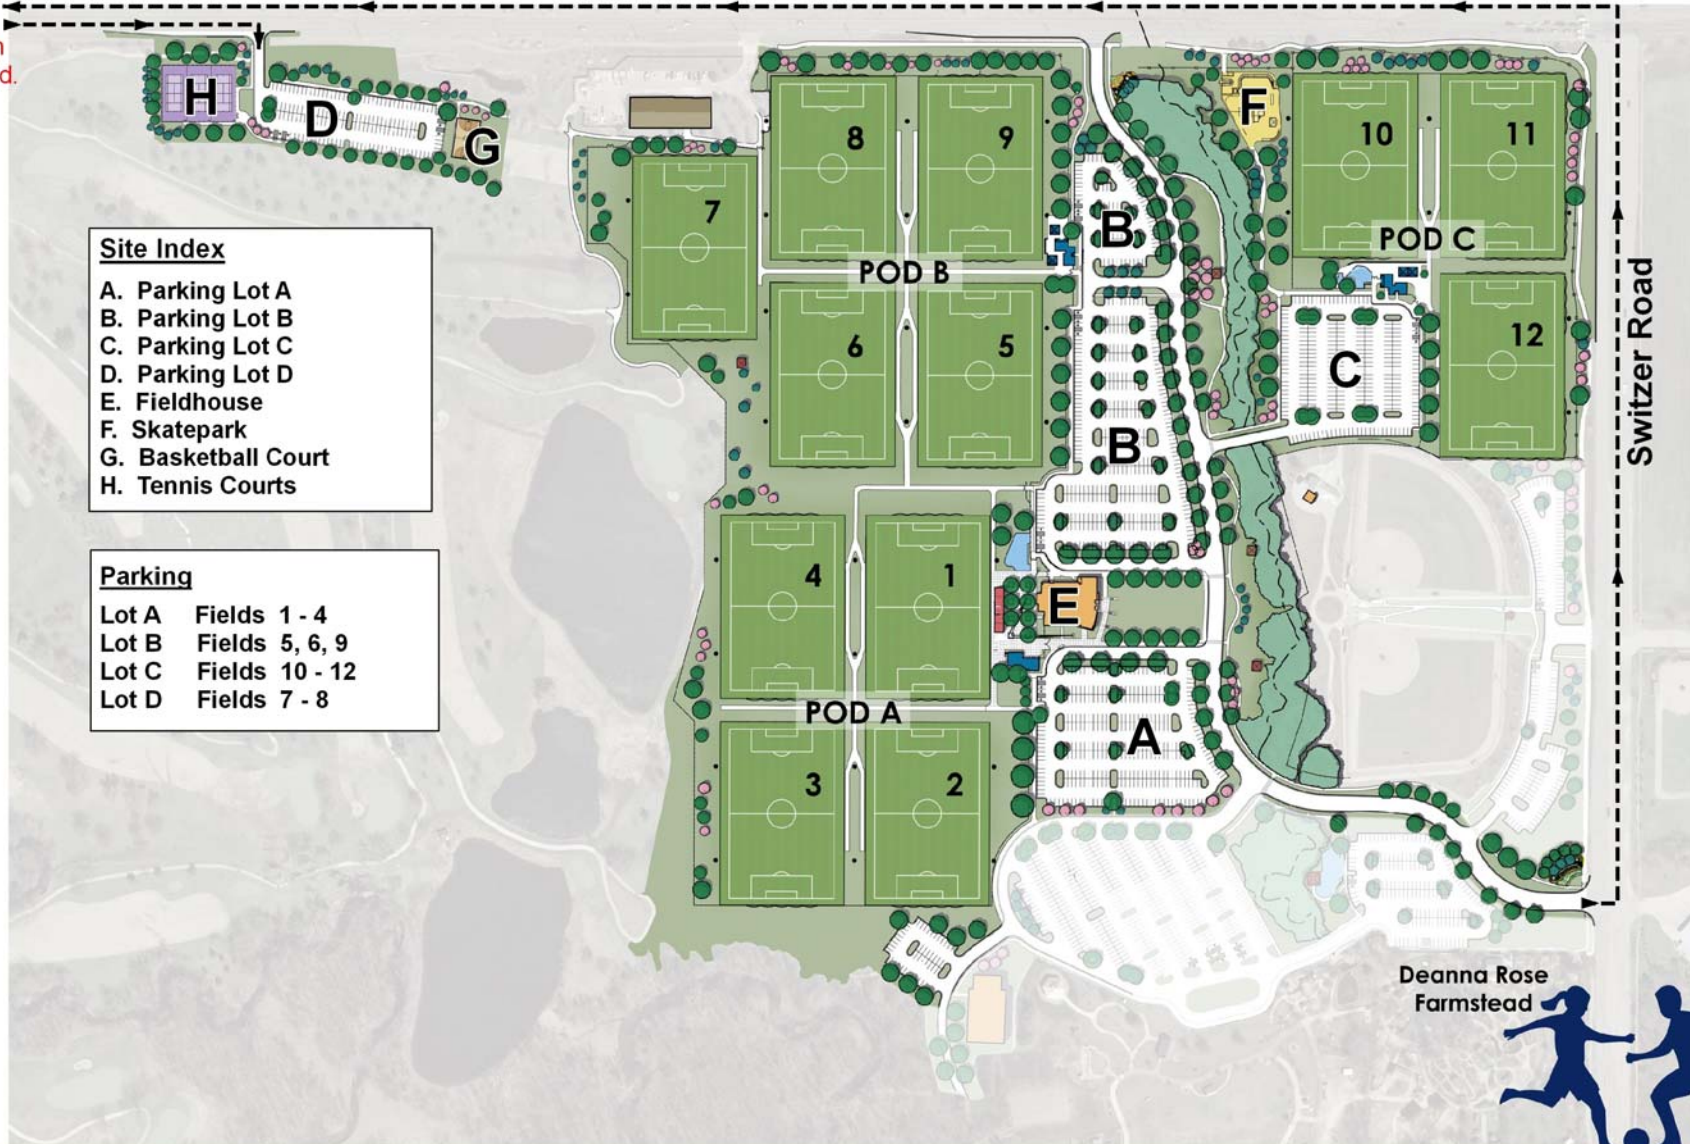 d.
H
D
G
8
9
F
10
11
7
B
POD C
POD B
Site Index
A. Parking Lot A
B. Parking Lot B
C. Parking Lot C
D. Parking Lot D
E. Fieldhouse
F. Skatepark
G. Basketball Court
H. Tennis Courts
6
5
C
12
Switzer Road
B
Parking
Lot A Fields 1 - 4
Lot B Fields 5, 6, 9
Lot C Fields 10 - 12
Lot D Fields 7 - 8
4
1
E
POD A
A
3
2
Deanna Rose
Farmstead